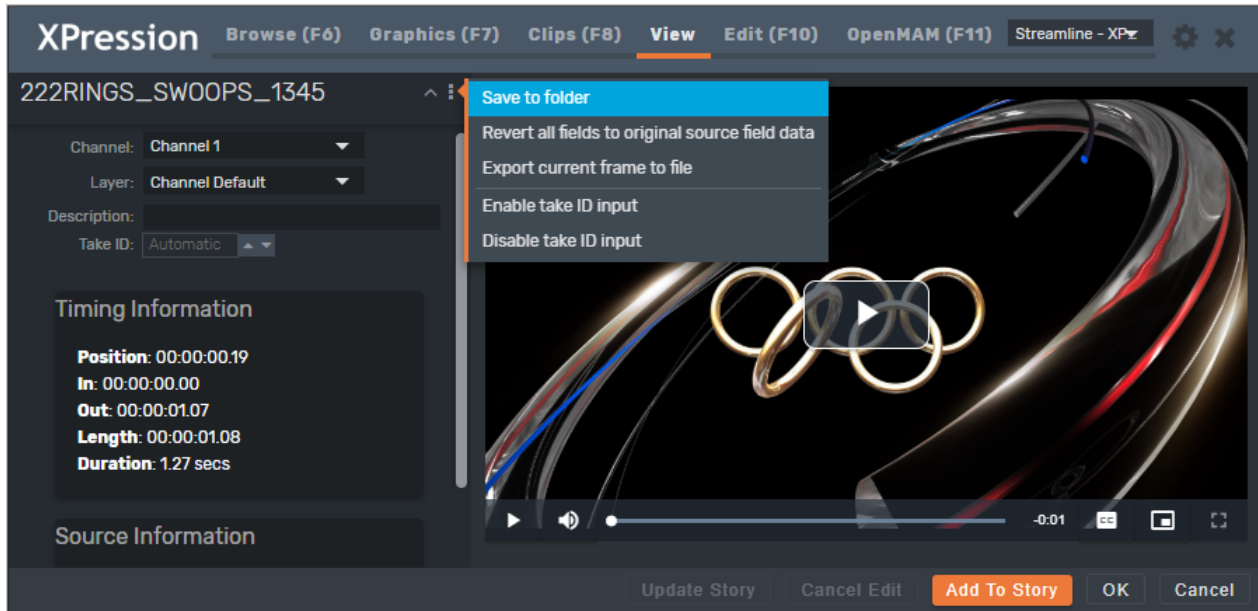 XPression Browse (F6) Graphics (F7) Clips (F8) View Edit (F10) OpenMAM (F11) Streamline - XP
222RINGS_SWOOPS_1345
Save to folder
Revert all fields to original source field data
Export current frame to file
Enable take ID input
Disable take ID input
Channel: Channel 1
Layer: Channel Default
Description:
Take ID: Automatic
Timing Information
Position: 00:00:00.19
In: 00:00:00.00
Out: 00:00:01.07
Length: 00:00:01.08
Duration: 1.27 secs
Source Information
-0:01 CC
Update Story Cancel Edit Add To Story OK Cancel